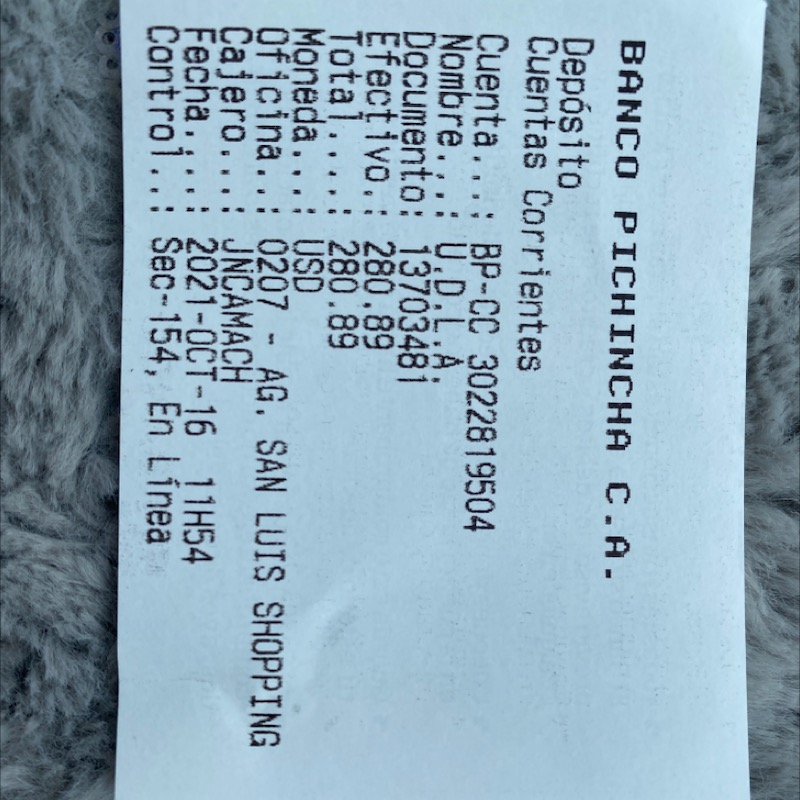 BANCO PICHINCHA C.A.
Depósito
Cuentas Corrientes
Cuenta...: BP-CC 3022819504
Nombre...: U.D.L.A.
Documento: 13703481
Efectivo.: 280.89
Total....: 280.89
Moneda...: USD
Oficina..: 0207 - AG. SAN LUIS SHOPPING
Cajero...: JNCAMACH
Fecha....: 2021-OCT-16 11H54
Control..: Sec-154, En Línea